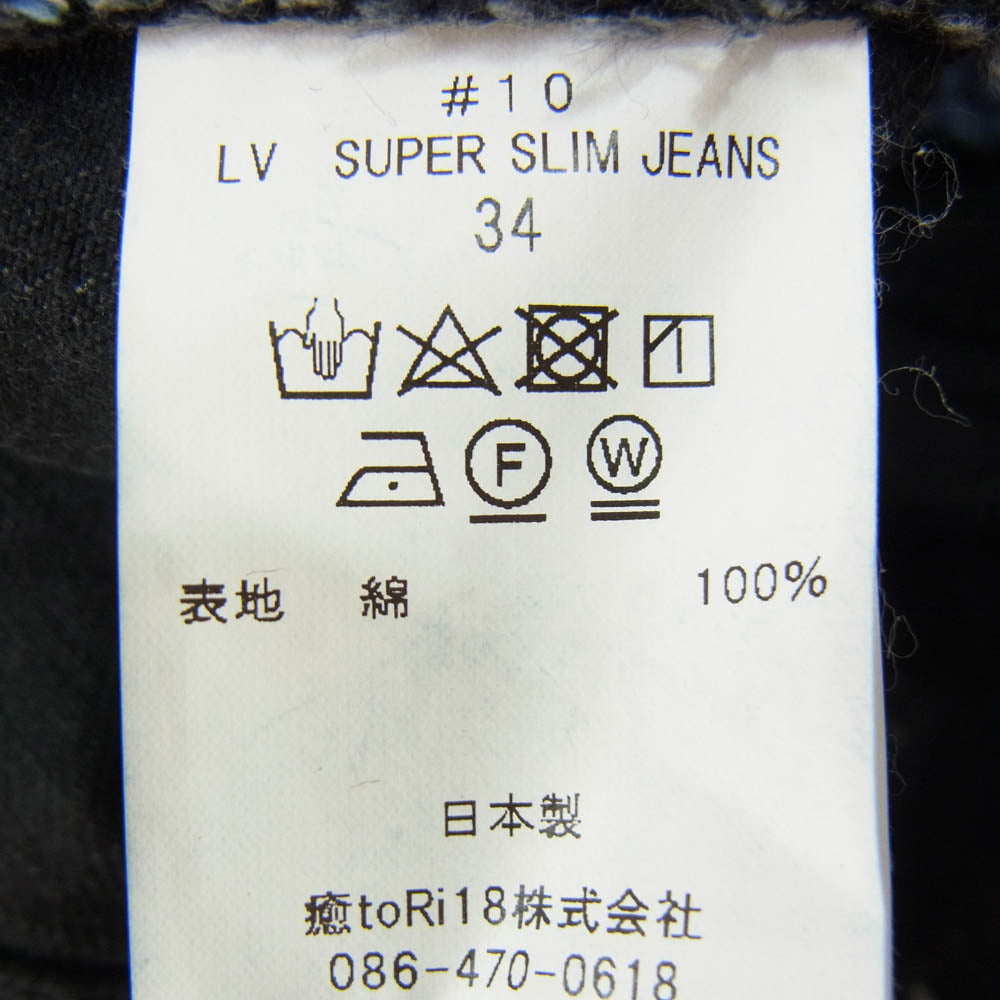 #10
LV SUPER SLIM JEANS
34
F W
表地 綿 100%
日本製
癒toRi18株式会社
086-470-0618